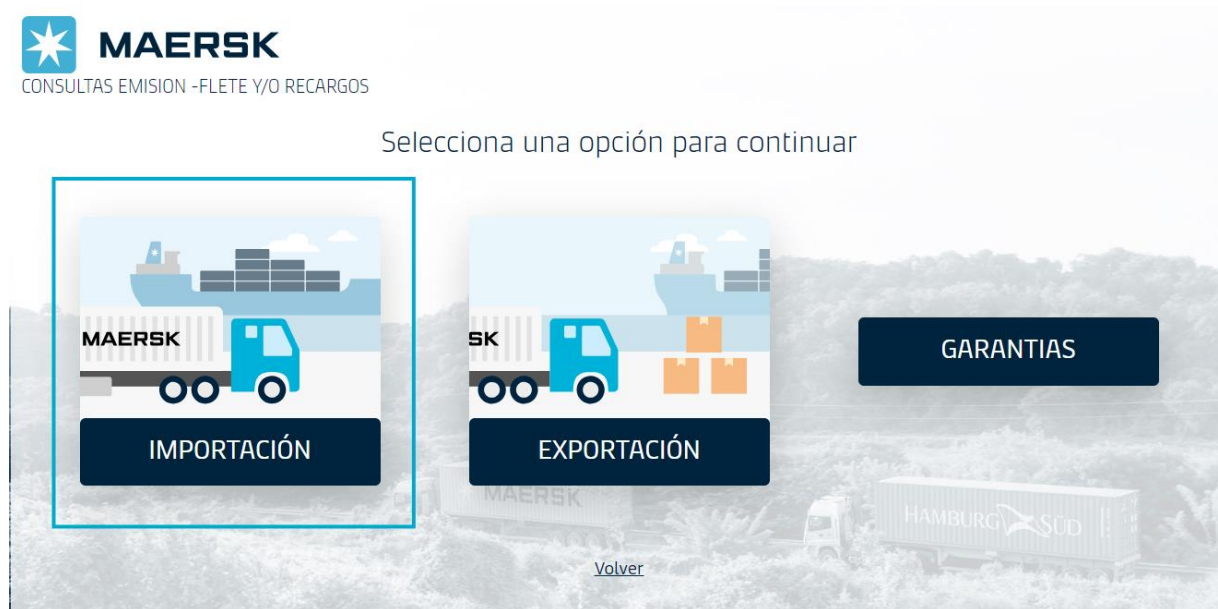 MAERSK
CONSULTAS EMISION -FLETE Y/O RECARGOS
Selecciona una opción para continuar
MAERSK
SK
GARANTIAS
IMPORTACIÓN
EXPORTACIÓN
MAERSK
HAMBURG SÜD
Volver